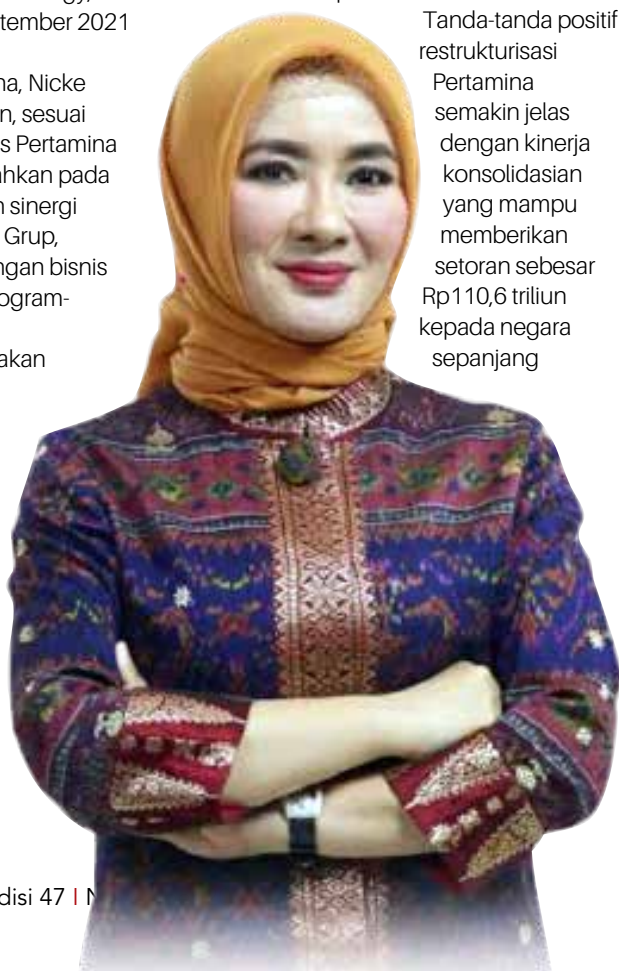 tember 2021
na, Nicke
n, sesuai
s Pertamina
ahkan pada
n sinergi
Grup,
ngan bisnis
ogram-
akan
Tanda-tanda positif
restrukturisasi
Pertamina
semakin jelas
dengan kinerja
konsolidasian
yang mampu
memberikan
setoran sebesar
Rp110,6 triliun
kepada negara
sepanjang
disi 47 I